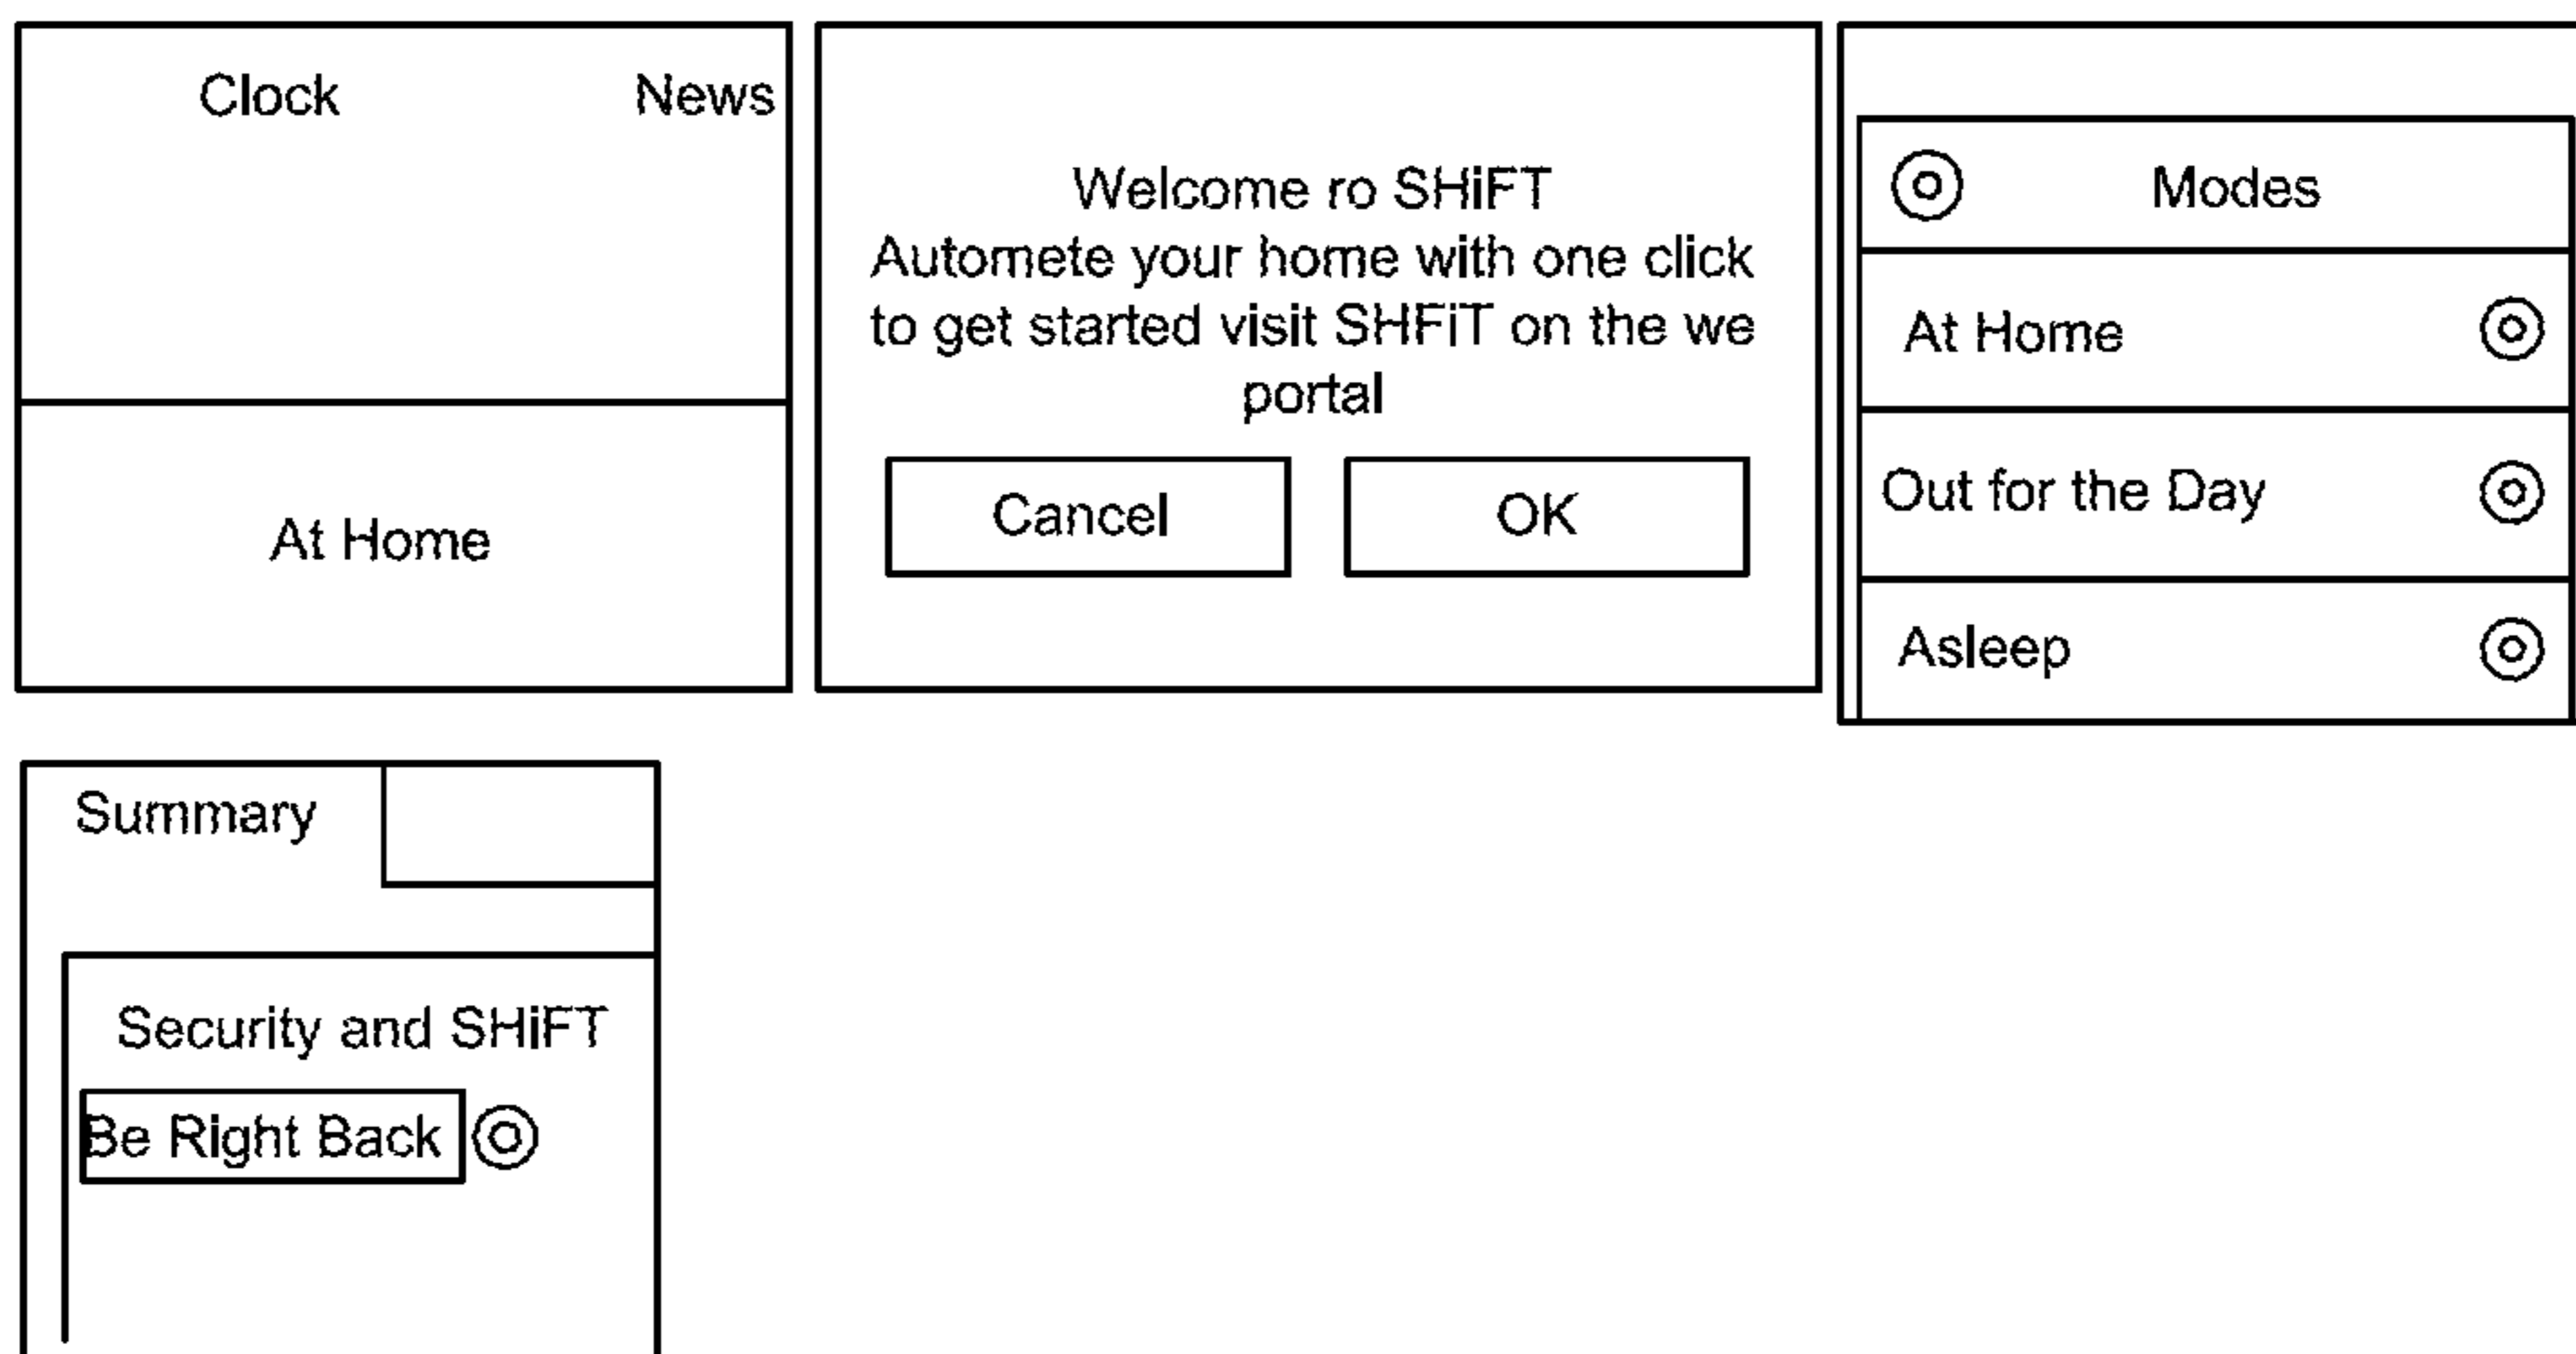 Clock News
At Home
Welcome ro SHiFT
Automete your home with one click
to get started visit SHFiT on the we
portal
Cancel OK
Modes
At Home
Out for the Day
Asleep
Summary
Security and SHiFT
Be Right Back